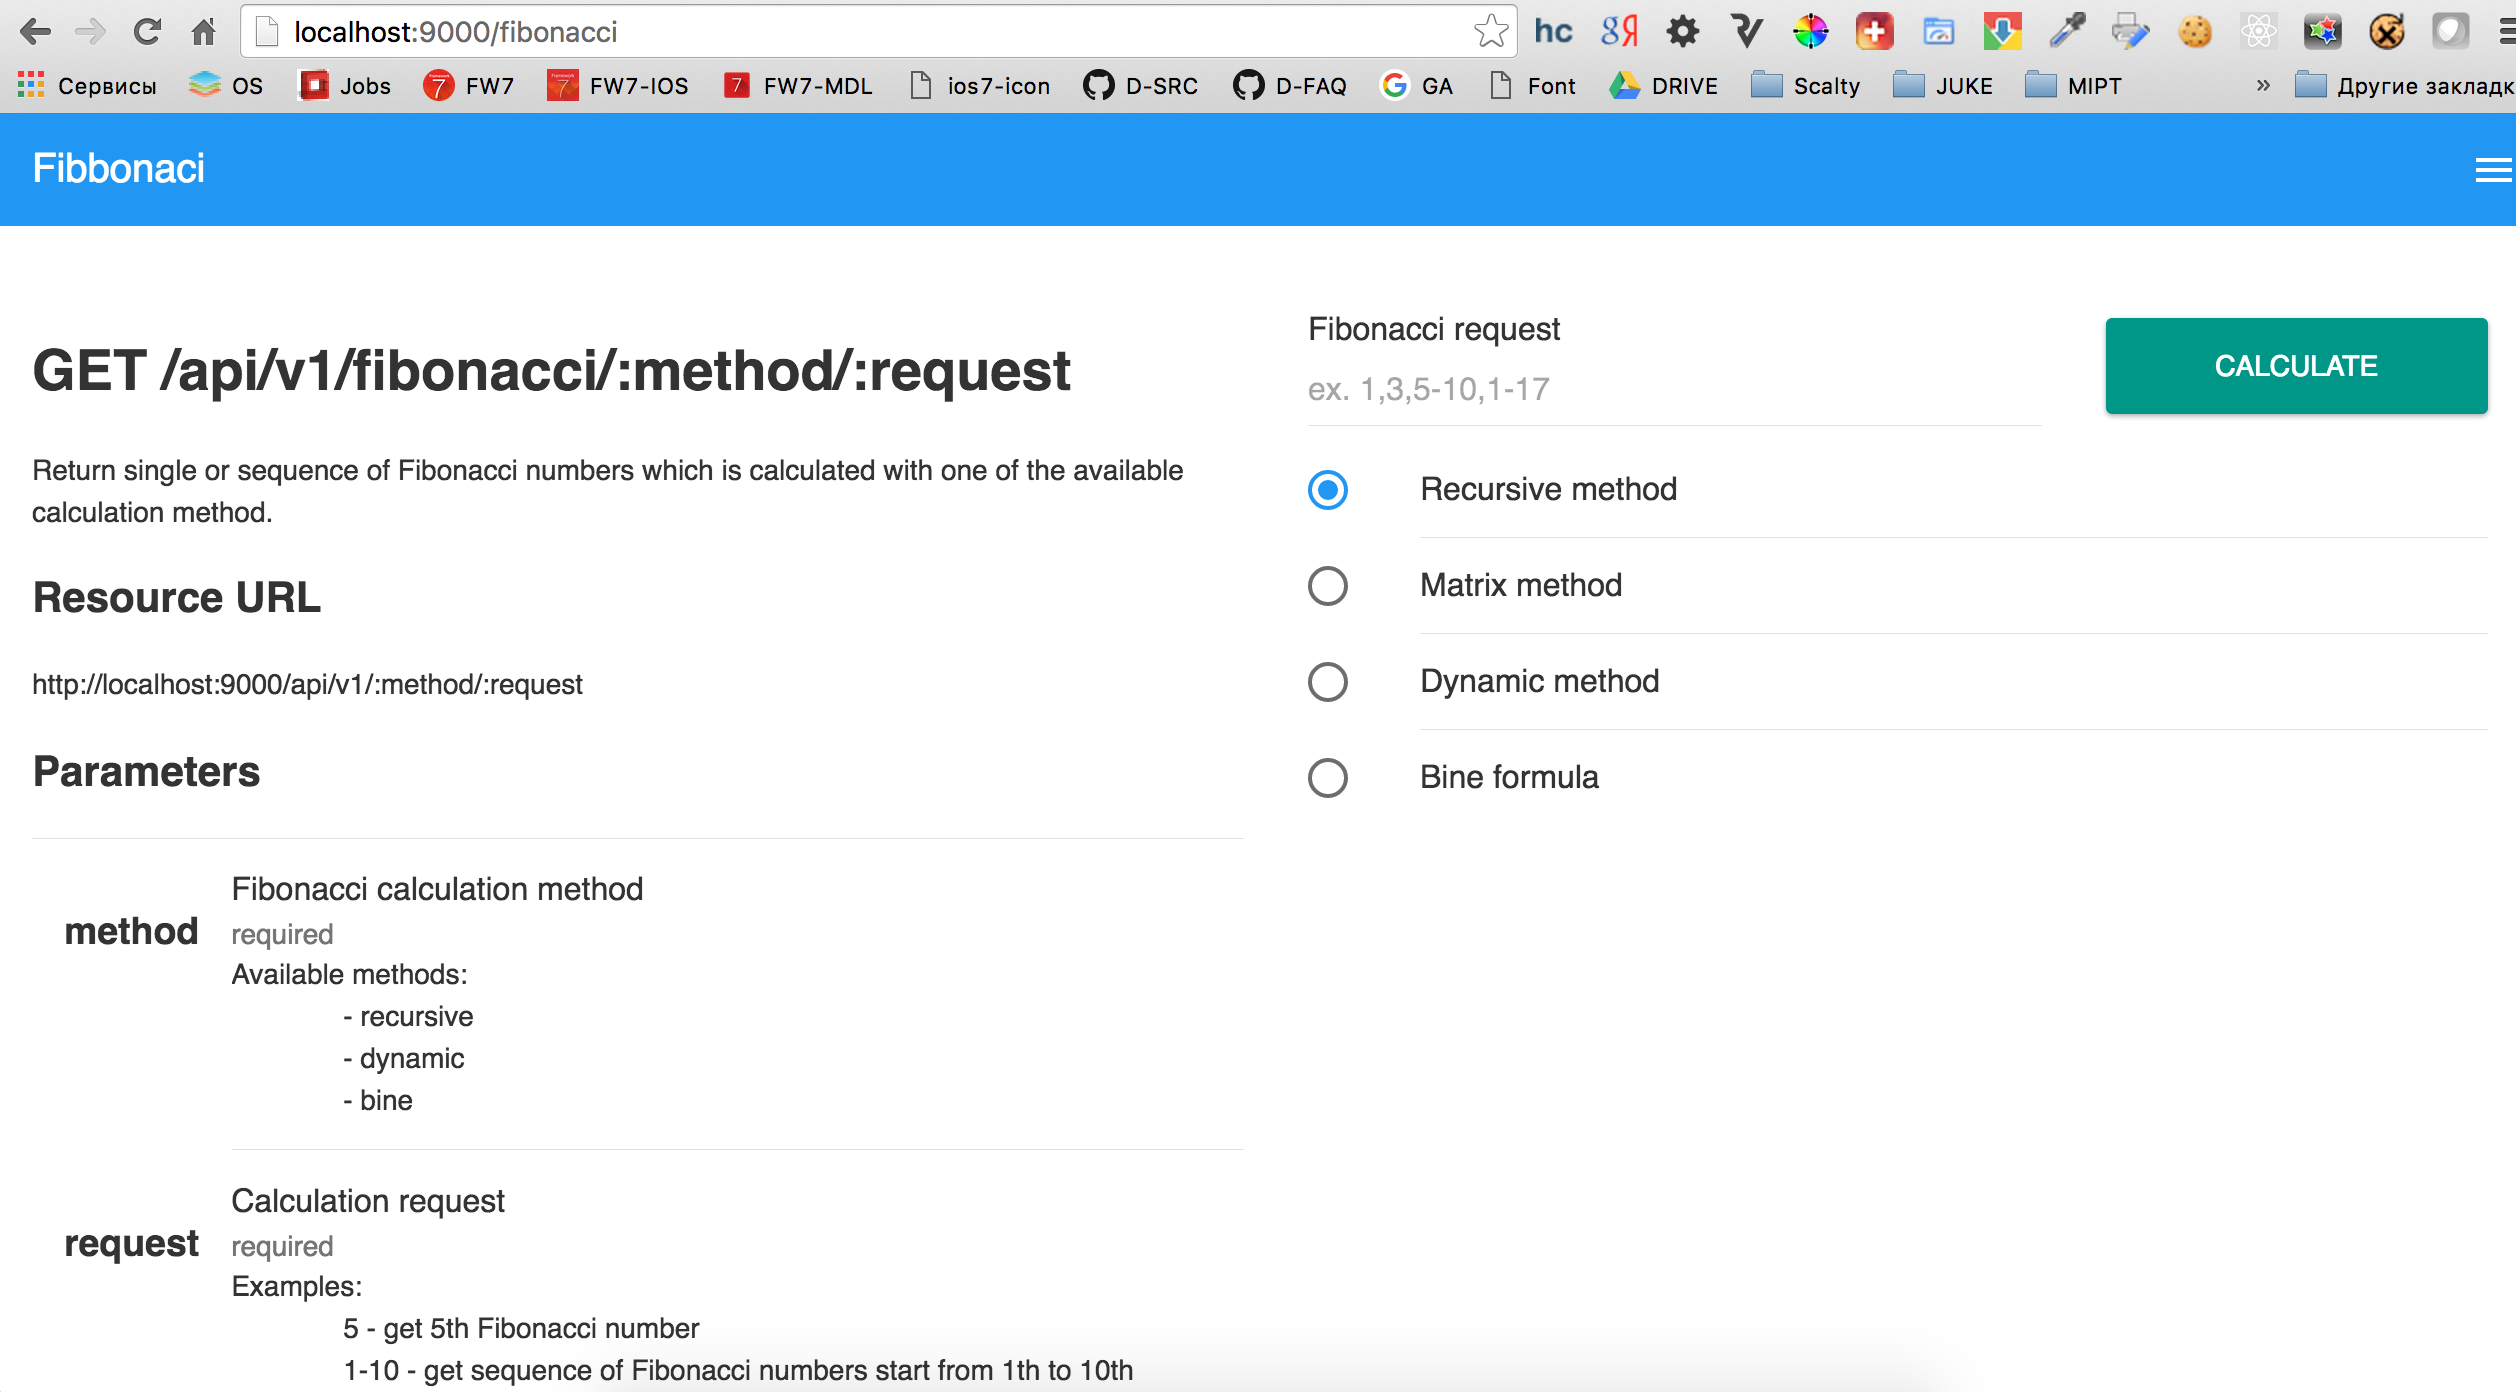 localhost:9000/fibonacci
hc
gЯ
Сервисы
OS
Jobs
FW7
FW7-IOS
FW7-MDL
ios7-icon
D-SRC
D-FAQ
GA
Font
DRIVE
Scalty
JUKE
MIPT
»
Другие закладк
Fibbonaci
GET /api/v1/fibonacci/:method/:request
Return single or sequence of Fibonacci numbers which is calculated with one of the available
calculation method.
Resource URL
http://localhost:9000/api/v1/:method/:request
Parameters
method
Fibonacci calculation method
required
Available methods:
- recursive
- dynamic
- bine
request
Calculation request
required
Examples:
5 - get 5th Fibonacci number
1-10 - get sequence of Fibonacci numbers start from 1th to 10th
Fibonacci request
ex. 1,3,5-10,1-17
CALCULATE
Recursive method
Matrix method
Dynamic method
Bine formula